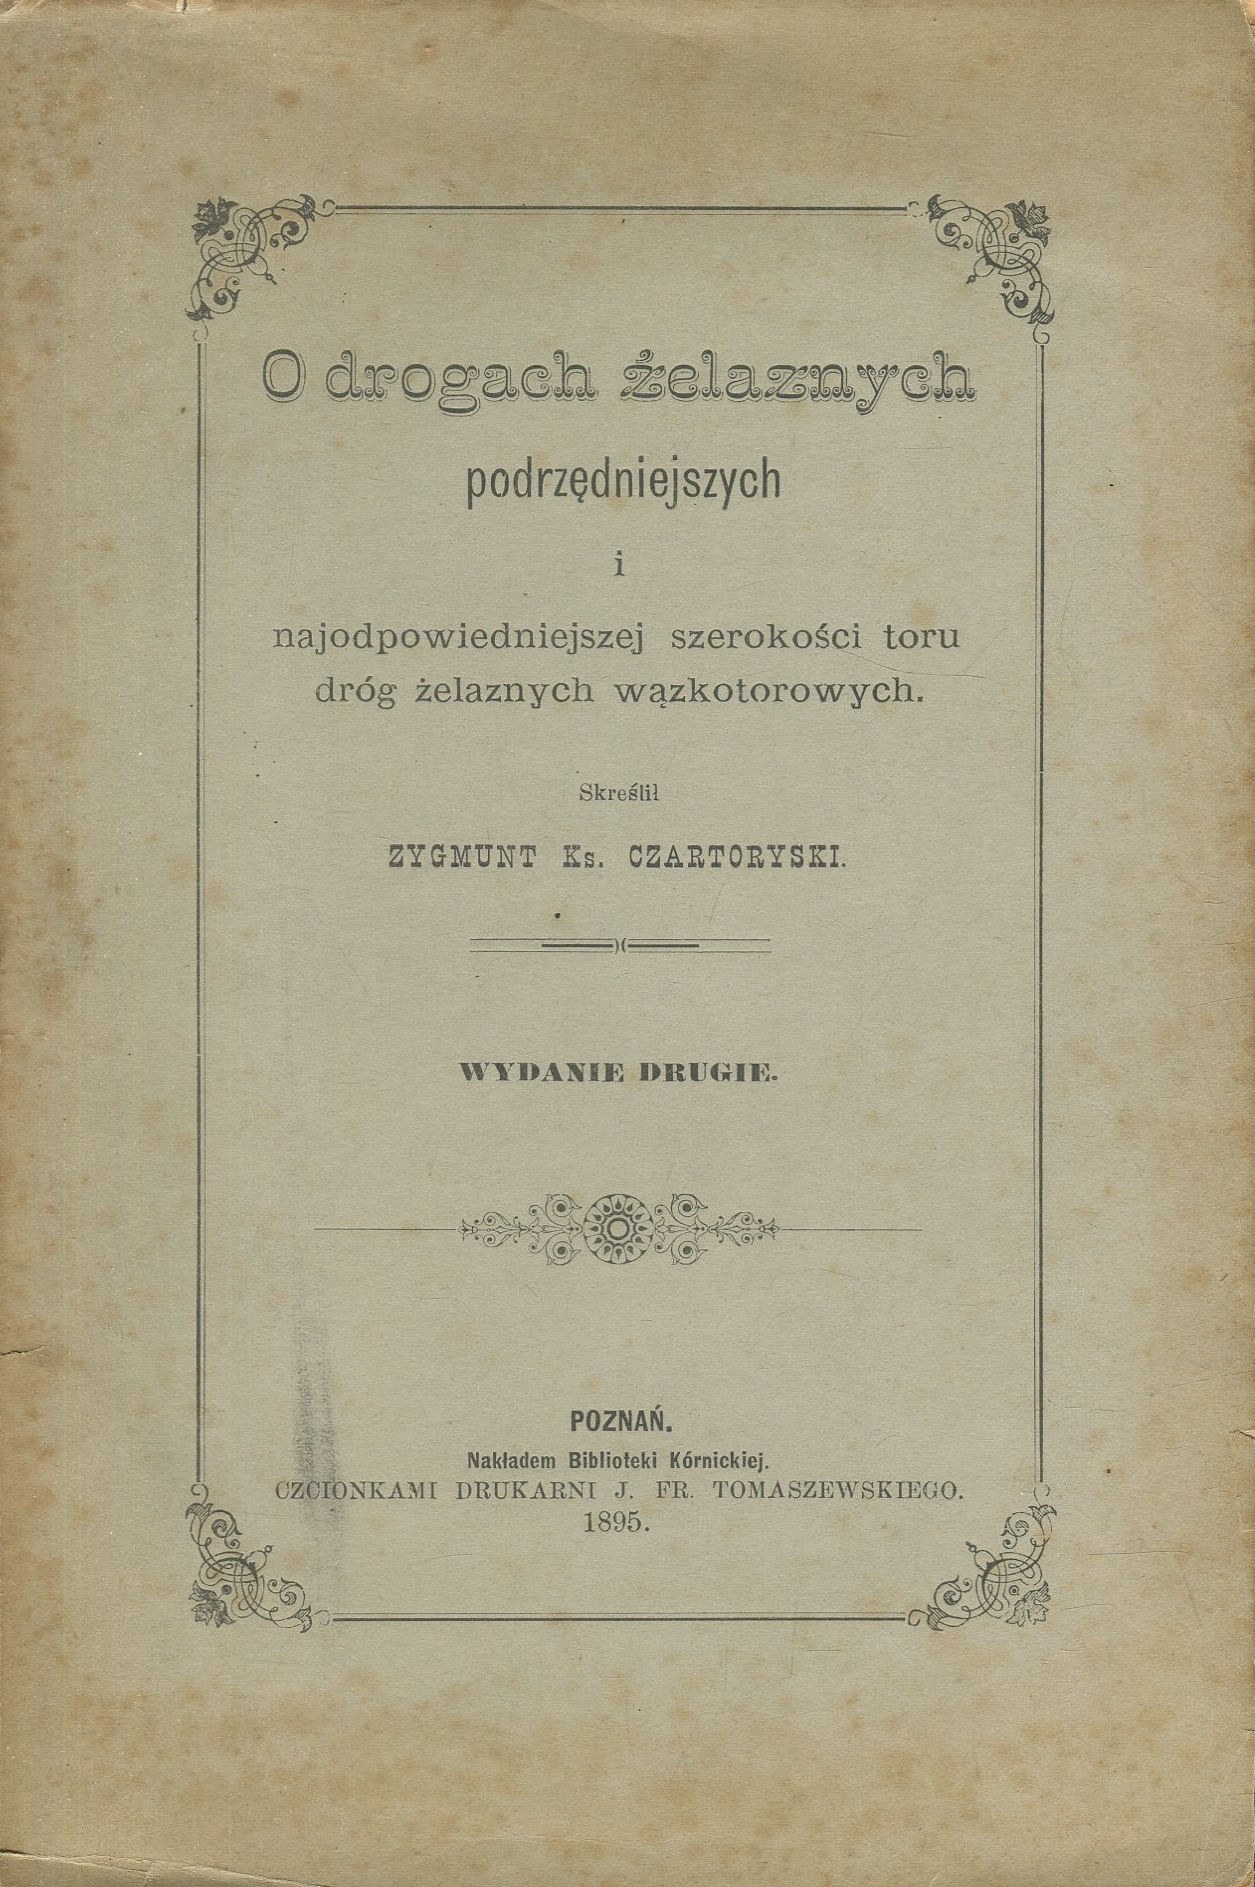 O drogach żelaznych
podrzędniejszych
i
najodpowiedniejszej szerokości toru
dróg żelaznych wązkotorowych.
Skreślił
ZYGMUNT Ks. CZARTORYSKI.
WYDANIE DRUGIE.
POZNAŃ.
Nakładem Biblioteki Kórnickiej.
CZCIONKAMI DRUKARNI J. FR. TOMASZEWSKIEGO.
1895.